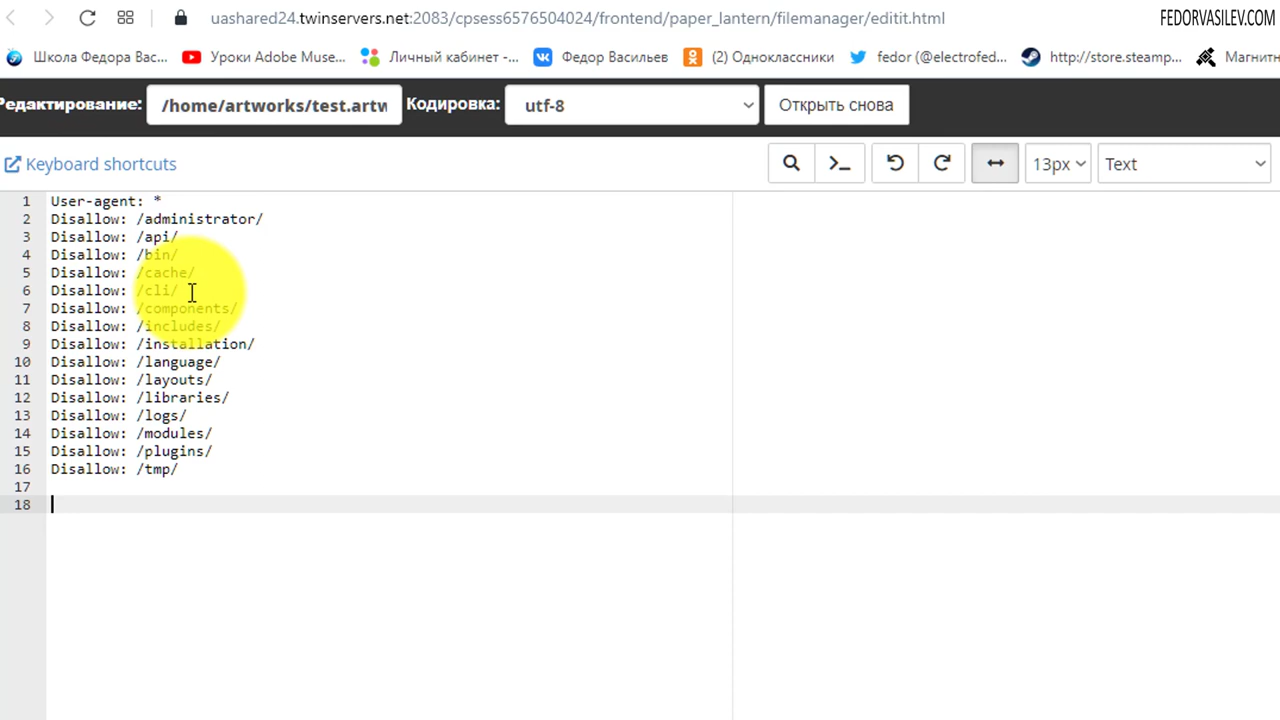 uashared24.twinservers.net:2083/cpsess6576504024/frontend/paper_lantern/filemanager/editit.html
FEDORVASILEV.COM
Школа Федора Вас... Уроки Adobe Muse... Личный кабинет -... Федор Васильев (2) Одноклассники fedor (@electrofed... http://store.steamp... Магнитн
Редактирование: /home/artworks/test.artw Кодировка: utf-8 Открыть снова
Keyboard shortcuts 13px Text
1 User-agent: *
2 Disallow: /administrator/
3 Disallow: /api/
4 Disallow: /bin/
5 Disallow: /cache/
6 Disallow: /cli/
7 Disallow: /components/
8 Disallow: /includes/
9 Disallow: /installation/
10 Disallow: /language/
11 Disallow: /layouts/
12 Disallow: /libraries/
13 Disallow: /logs/
14 Disallow: /modules/
15 Disallow: /plugins/
16 Disallow: /tmp/
17
18